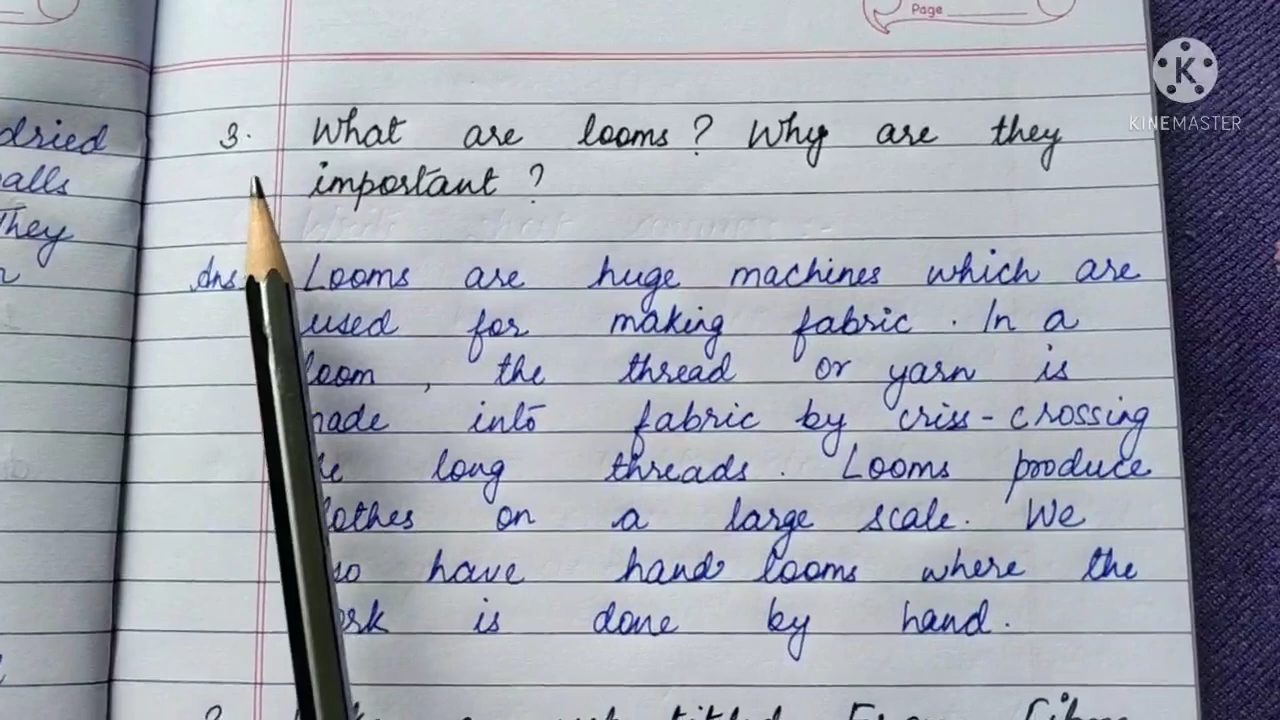 dried
They
Page
KINEMASTER
3. What are looms ? Why are they
important ?
Ans. Looms are huge machines which are
used for making fabric . In a
loom , the thread or yarn is
made into fabric by criss-crossing
long threads . Looms produce
clothes on a large scale. We
have hand looms where the
is done by hand.
titled